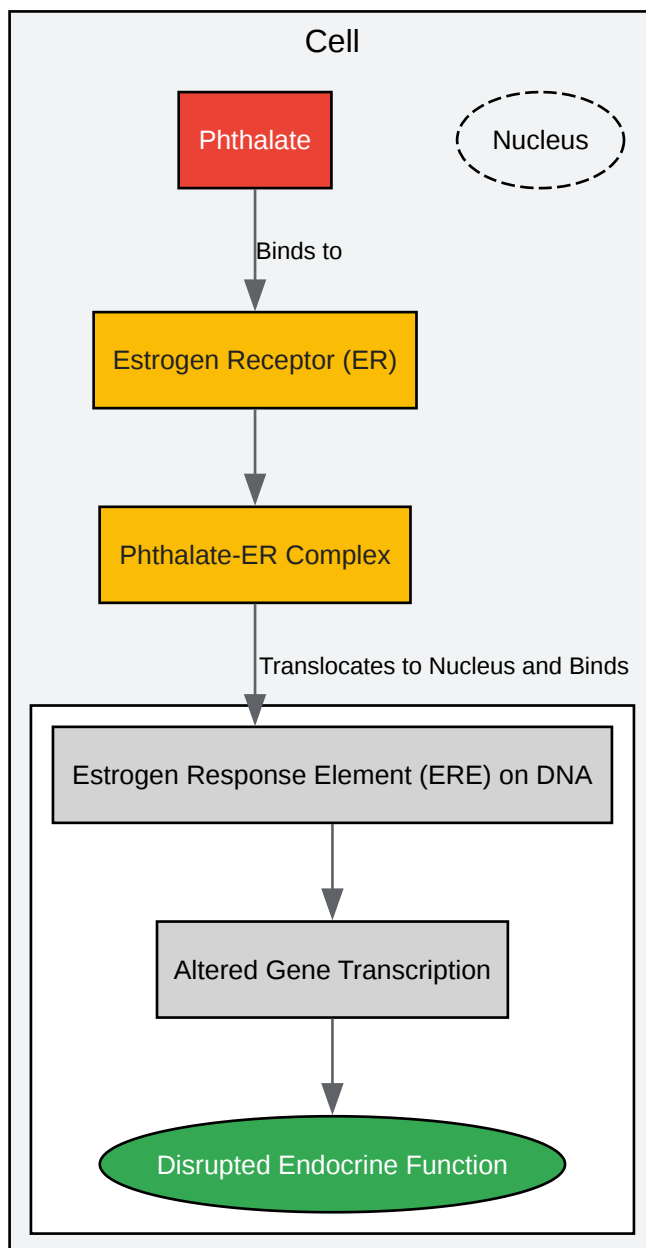 Cell
Phthalate
Nucleus
Binds to
Estrogen Receptor (ER)
Phthalate-ER Complex
Translocates to Nucleus and Binds
Estrogen Response Element (ERE) on DNA
Altered Gene Transcription
Disrupted Endocrine Function